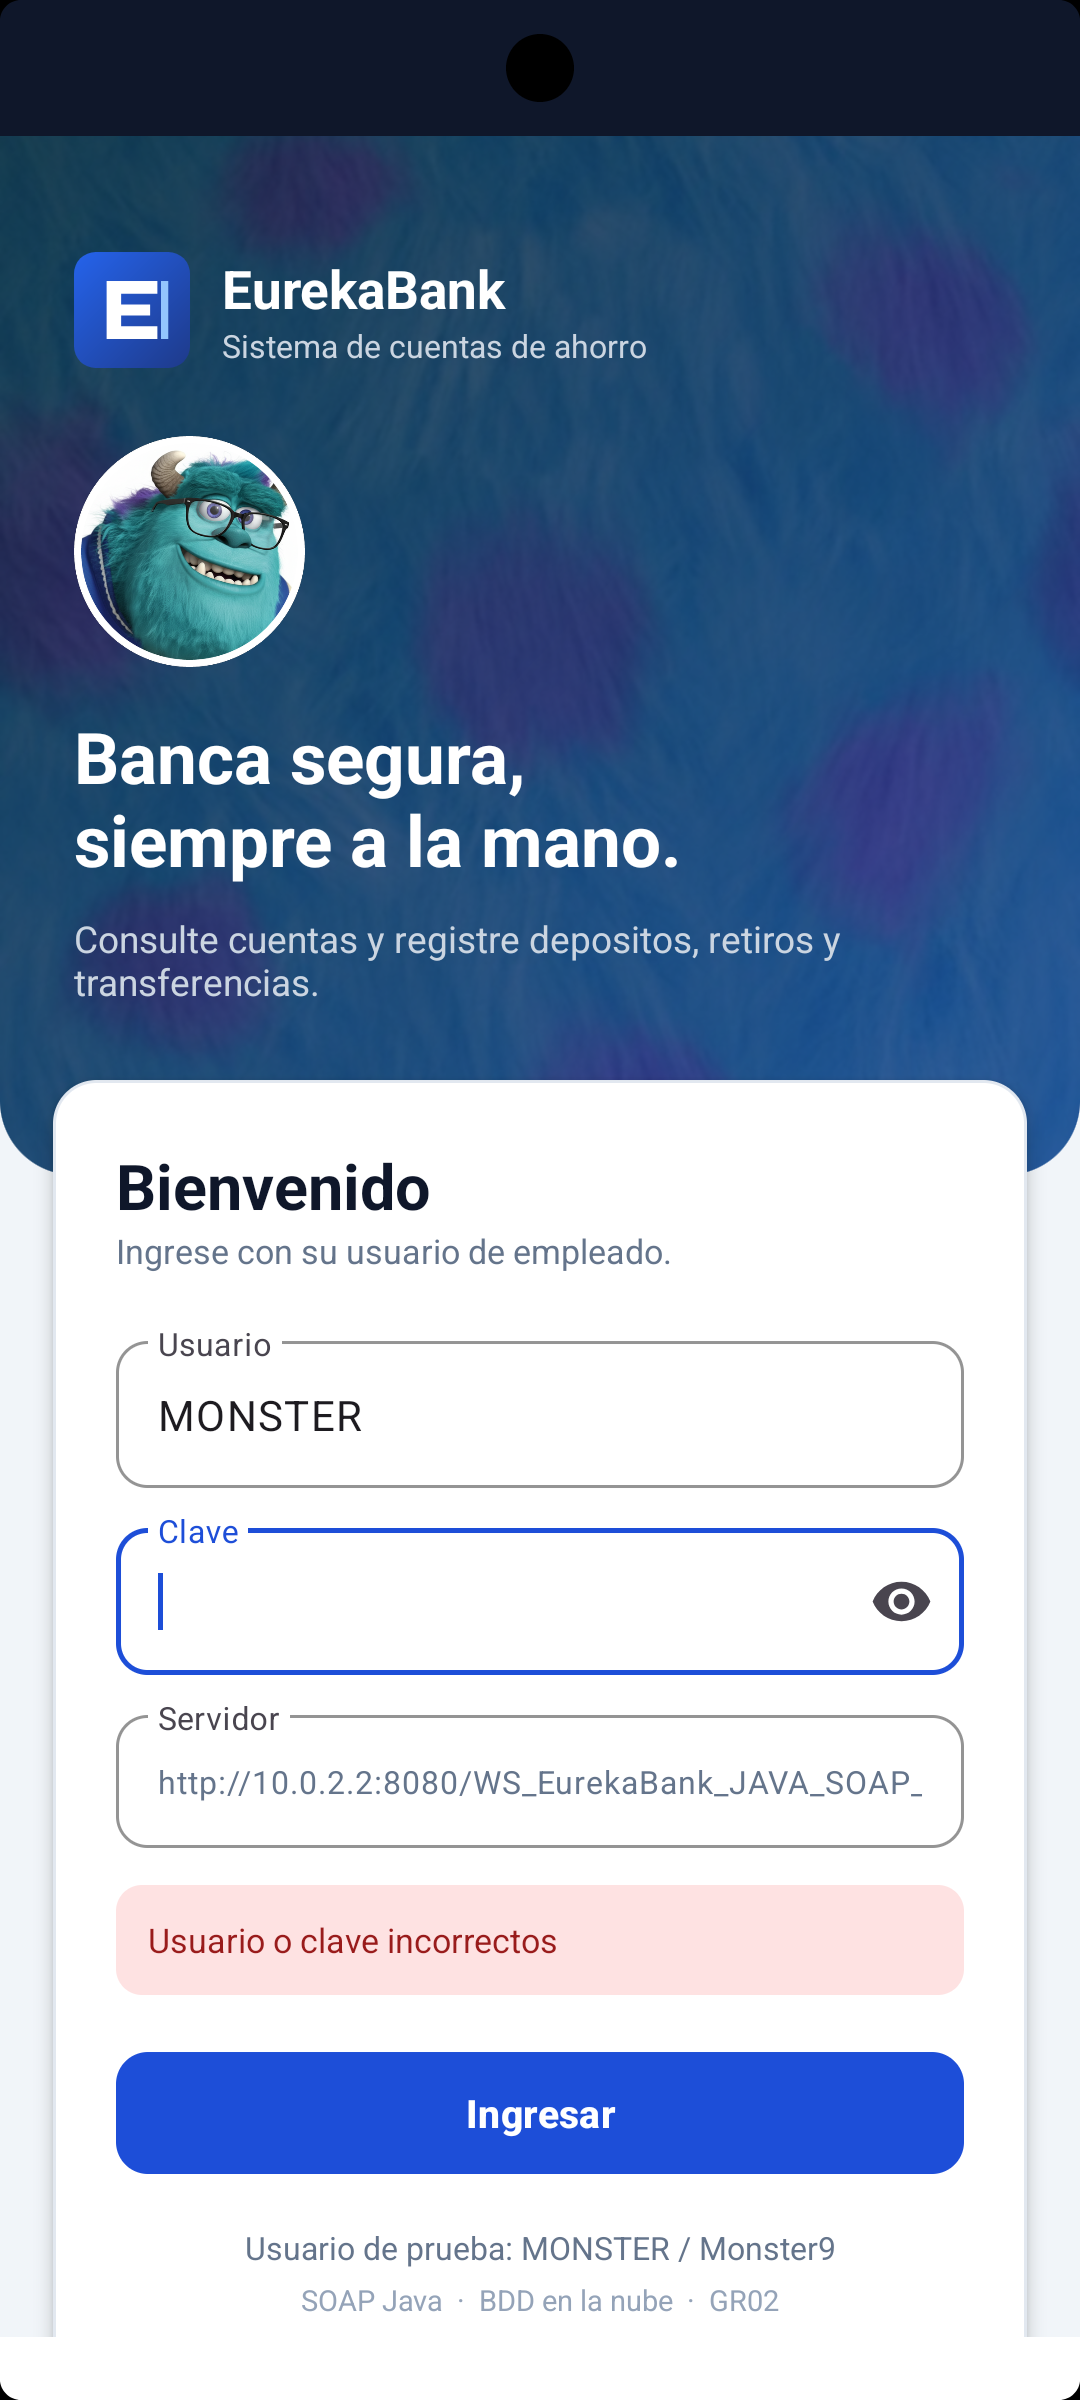 E
EurekaBank
Sistema de cuentas de ahorro
Banca segura,
siempre a la mano.
Consulte cuentas y registre depositos, retiros y
transferencias.
Bienvenido
Ingrese con su usuario de empleado.
Usuario
MONSTER
Clave
Servidor
http://10.0.2.2:8080/WS_EurekaBank_JAVA_SOAP_
Usuario o clave incorrectos
Ingresar
Usuario de prueba: MONSTER / Monster9
SOAP Java · BDD en la nube · GR02